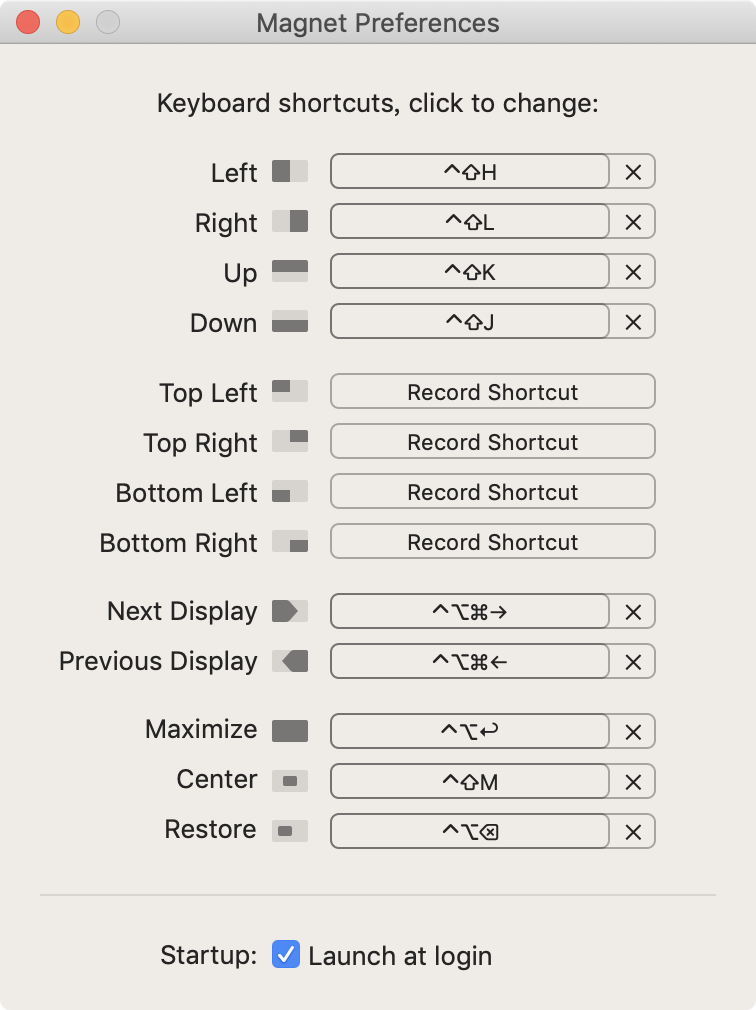 Magnet Preferences
Keyboard shortcuts, click to change:
Left ⌃⇧H ×
Right ⌃⇧L ×
Up ⌃⇧K ×
Down ⌃⇧J ×
Top Left Record Shortcut
Top Right Record Shortcut
Bottom Left Record Shortcut
Bottom Right Record Shortcut
Next Display ⌃⌥⌘→ ×
Previous Display ⌃⌥⌘← ×
Maximize ⌃⌥↩ ×
Center ⌃⇧M ×
Restore ⌃⌥⌫ ×
Startup: Launch at login